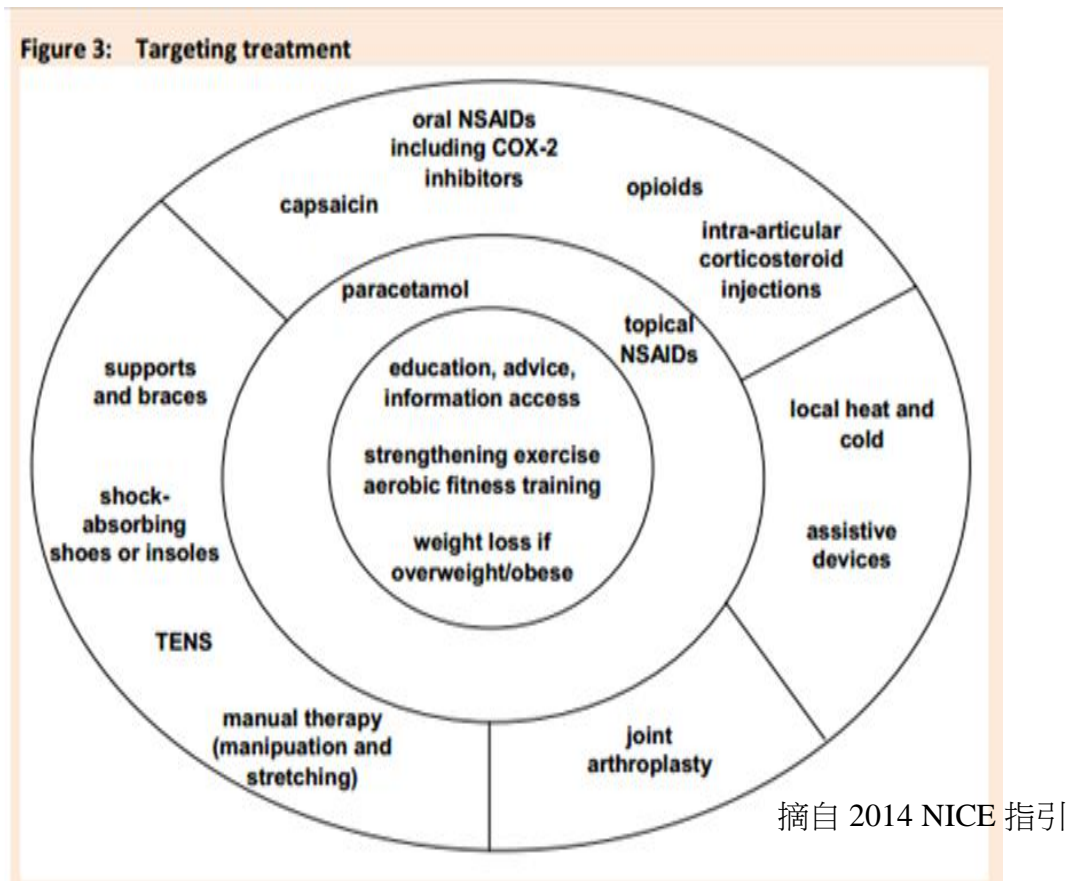 Figure 3: Targeting treatment
oral NSAIDs
including COX-2
inhibitors
opioids
capsaicin
intra-articular
corticosteroid
injections
paracetamol
topical
NSAIDs
education, advice,
information access
strengthening exercise
aerobic fitness training
weight loss if
overweight/obese
supports
and braces
local heat and
cold
shock-
absorbing
shoes or insoles
assistive
devices
TENS
manual therapy
(manipuation and
stretching)
joint
arthroplasty
摘自 2014 NICE 指引